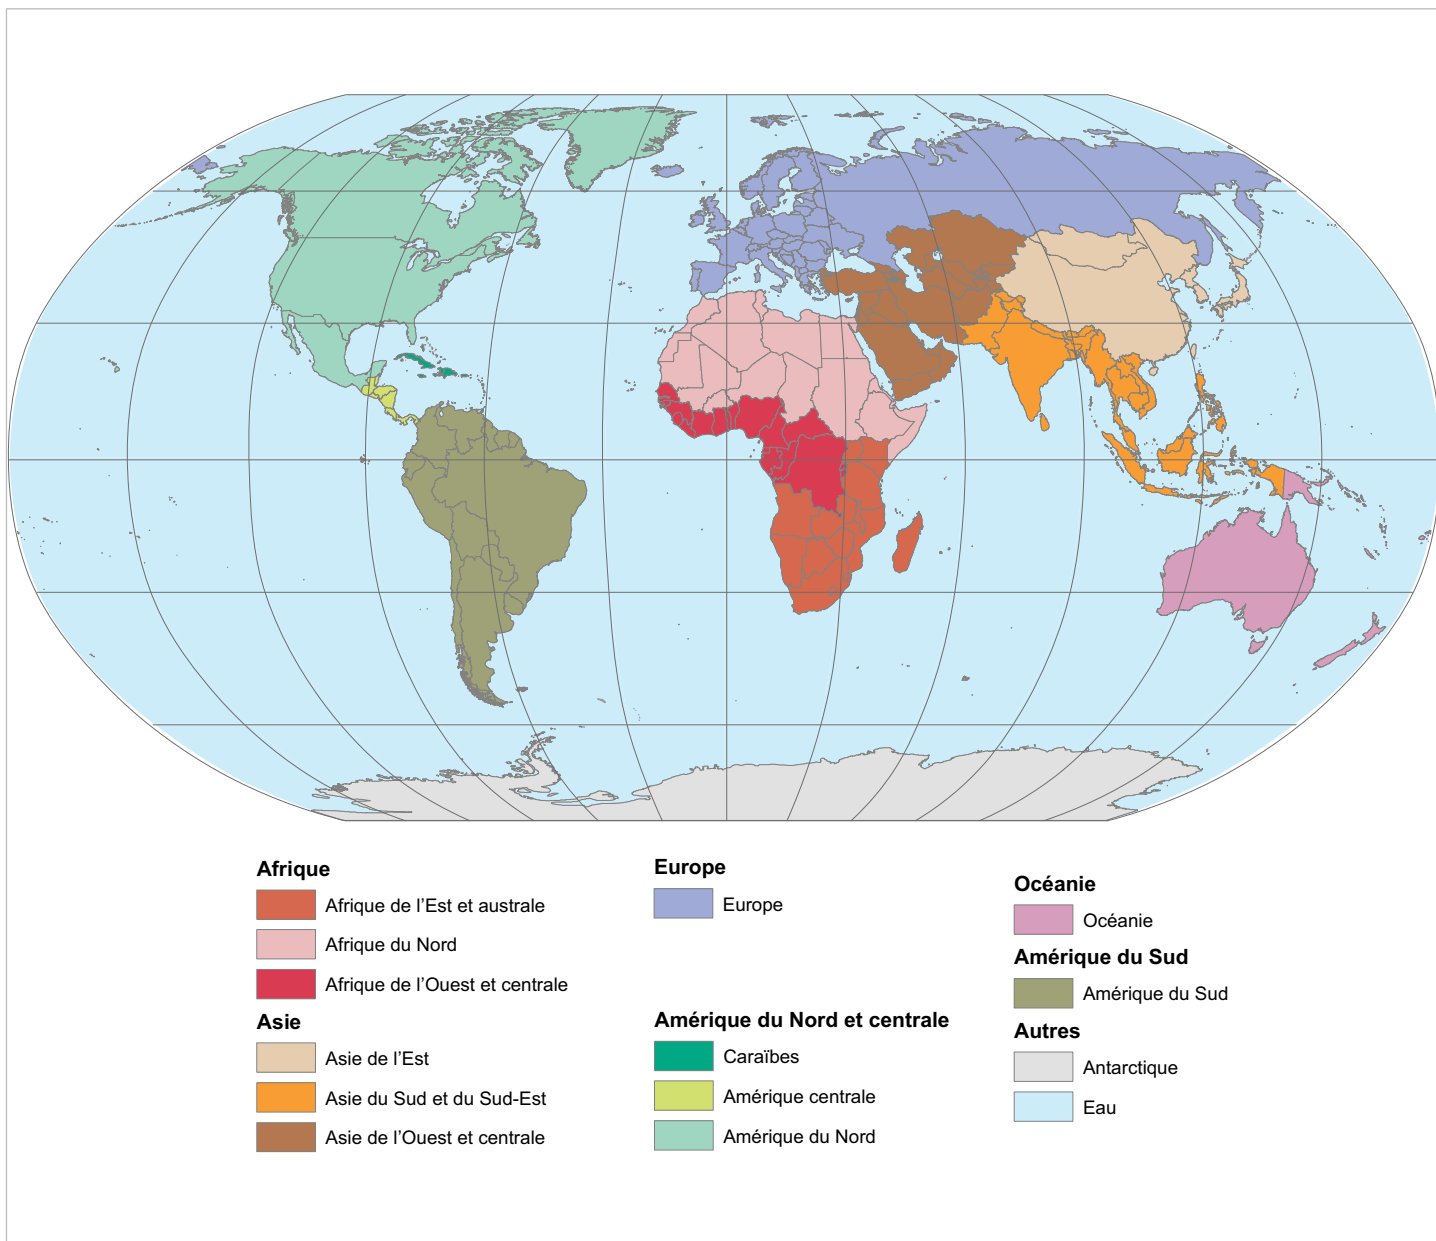 Afrique
Afrique de l’Est et australe
Afrique du Nord
Afrique de l’Ouest et centrale
Asie
Asie de l’Est
Asie du Sud et du Sud-Est
Asie de l’Ouest et centrale
Europe
Europe
Amérique du Nord et centrale
Caraïbes
Amérique centrale
Amérique du Nord
Océanie
Océanie
Amérique du Sud
Amérique du Sud
Autres
Antarctique
Eau